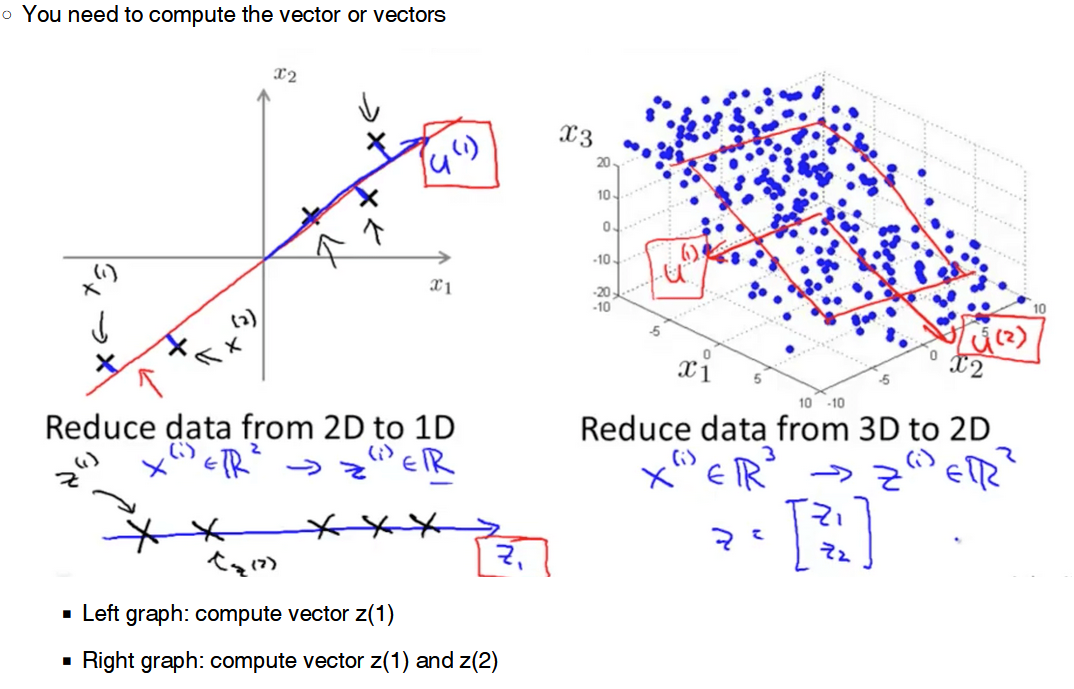 You need to compute the vector or vectors
x2
u(1)
x1
x(1)
x(2)
x3
20
10
0
-10
-20
-10
-5
0
5
10
-10
-5
0
5
10
x1
x2
u(1)
u(2)
Reduce data from 2D to 1D
x(i) ∈ ℝ2 → z(i) ∈ ℝ
z(1)
z(2)
z1
Reduce data from 3D to 2D
x(i) ∈ ℝ3 → z(i) ∈ ℝ2
z = [z1
z2]
Left graph: compute vector z(1)
Right graph: compute vector z(1) and z(2)